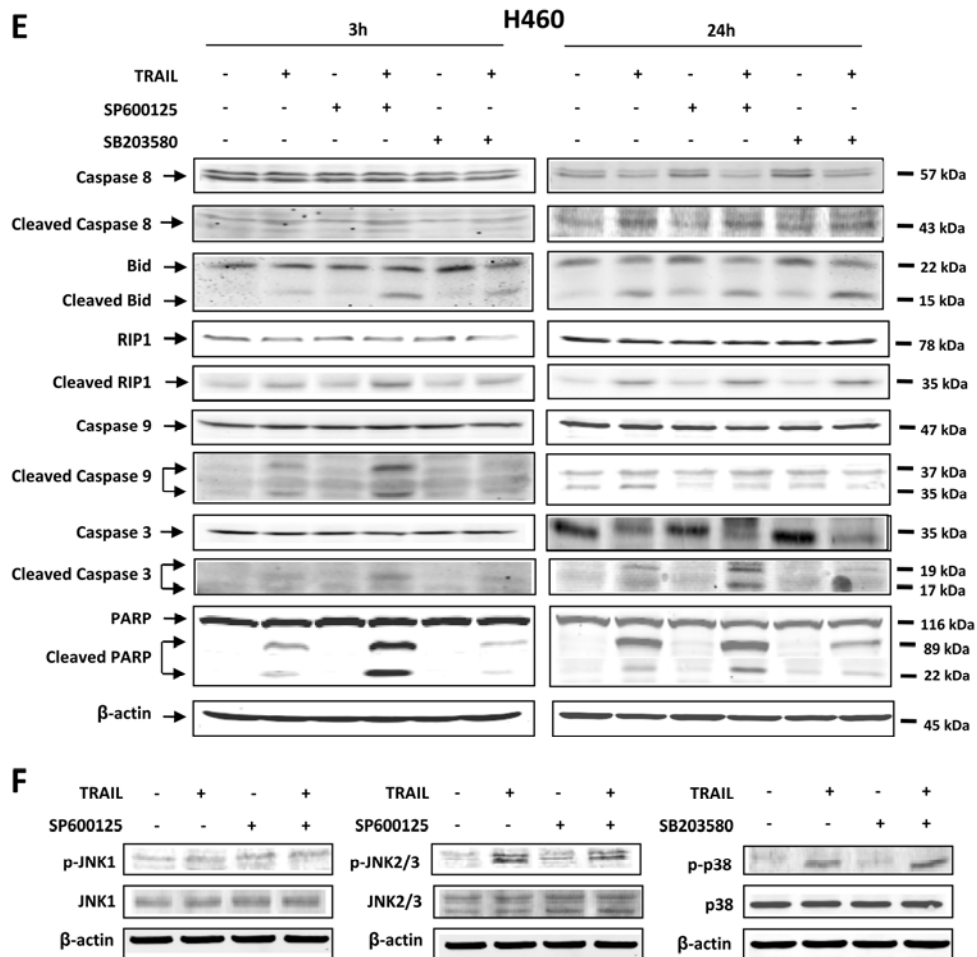 E H460
3h 24h
TRAIL - + - + - + - + - + - +
SP600125 - - + + - - - - + + - -
SB203580 - - - - + + - - - - + +
Caspase 8 57 kDa
Cleaved Caspase 8 43 kDa
Bid 22 kDa
Cleaved Bid 15 kDa
RIP1 78 kDa
Cleaved RIP1 35 kDa
Caspase 9 47 kDa
Cleaved Caspase 9 37 kDa
35 kDa
Caspase 3 35 kDa
Cleaved Caspase 3 19 kDa
17 kDa
PARP 116 kDa
Cleaved PARP 89 kDa
22 kDa
β-actin 45 kDa
F
TRAIL - + - + TRAIL - + - + TRAIL - + - +
SP600125 - - + + SP600125 - - + + SB203580 - - + +
p-JNK1 p-JNK2/3 p-p38
JNK1 JNK2/3 p38
β-actin β-actin β-actin